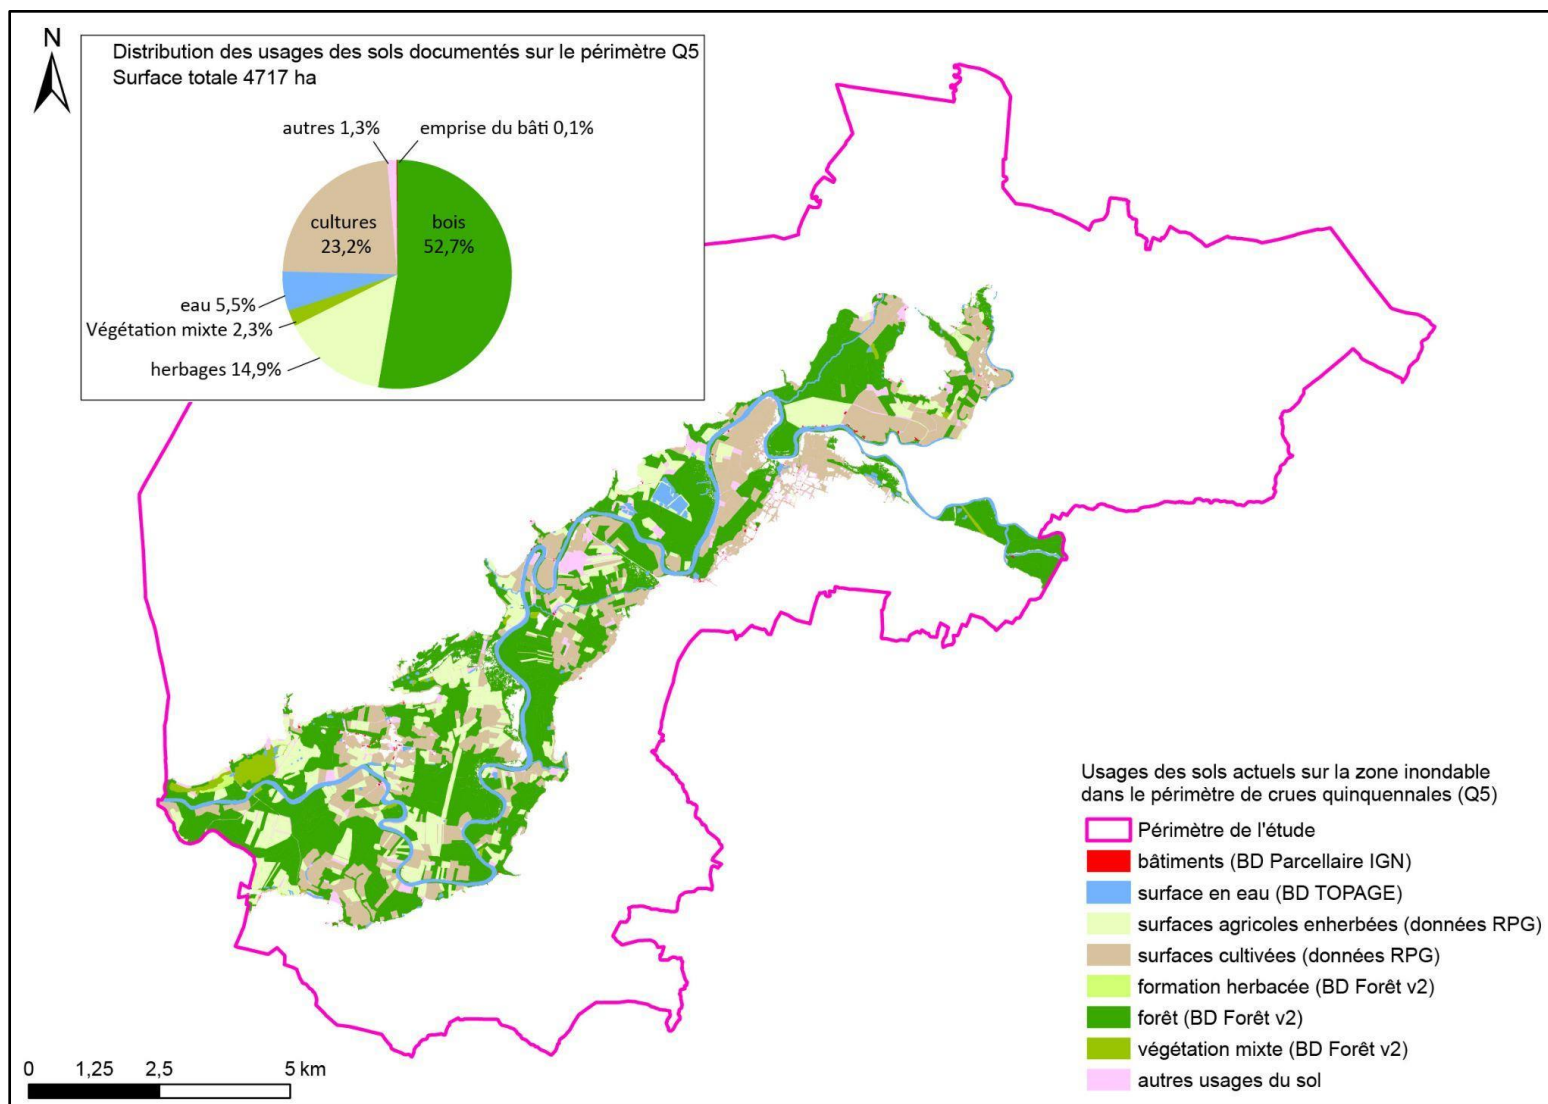 N
Distribution des usages des sols documentés sur le périmètre Q5
Surface totale 4717 ha
autres 1,3%
emprise du bâti 0,1%
cultures
23,2%
bois
52,7%
eau 5,5%
Végétation mixte 2,3%
herbages 14,9%
Usages des sols actuels sur la zone inondable
dans le périmètre de crues quinquennales (Q5)
Périmètre de l'étude
bâtiments (BD Parcellaire IGN)
surface en eau (BD TOPAGE)
surfaces agricoles enherbées (données RPG)
surfaces cultivées (données RPG)
formation herbacée (BD Forêt v2)
forêt (BD Forêt v2)
végétation mixte (BD Forêt v2)
autres usages du sol
0 1,25 2,5 5 km